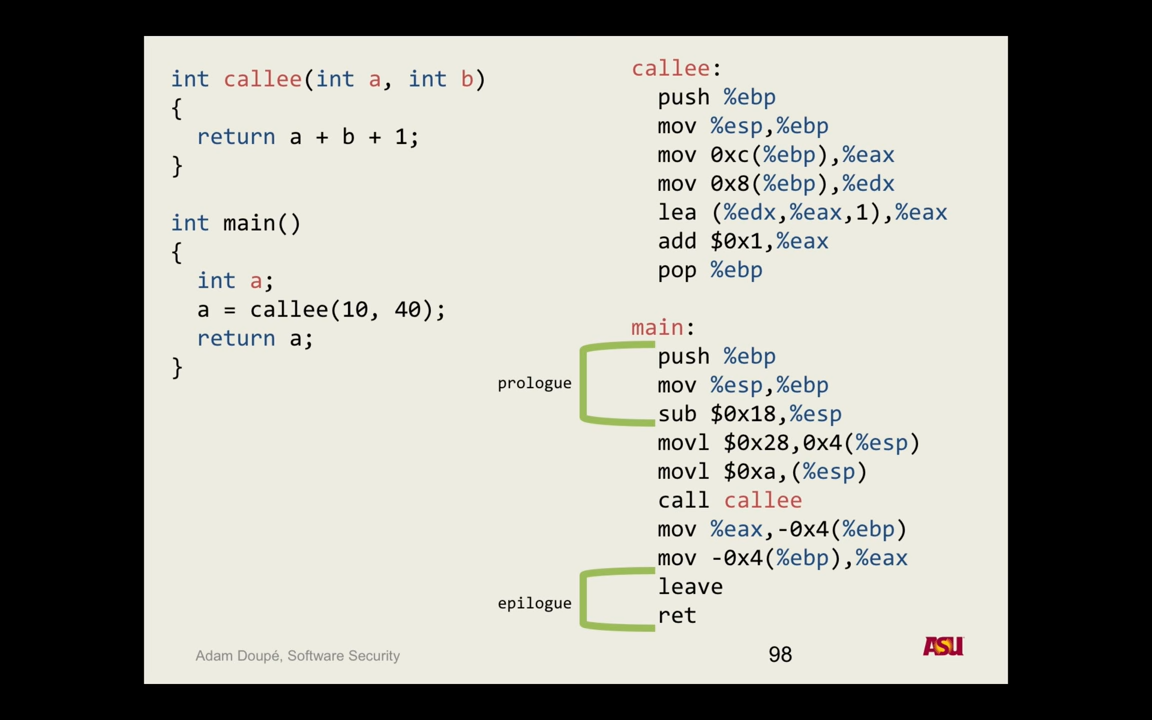 int callee(int a, int b)
{
  return a + b + 1;
}
int main()
{
  int a;
  a = callee(10, 40);
  return a;
}
callee:
  push %ebp
  mov %esp,%ebp
  mov 0xc(%ebp),%eax
  mov 0x8(%ebp),%edx
  lea (%edx,%eax,1),%eax
  add $0x1,%eax
  pop %ebp
main:
  push %ebp
  mov %esp,%ebp
  sub $0x18,%esp
  movl $0x28,0x4(%esp)
  movl $0xa,(%esp)
  call callee
  mov %eax,-0x4(%ebp)
  mov -0x4(%ebp),%eax
  leave
  ret
prologue
epilogue
Adam Doupé, Software Security
98
ASU